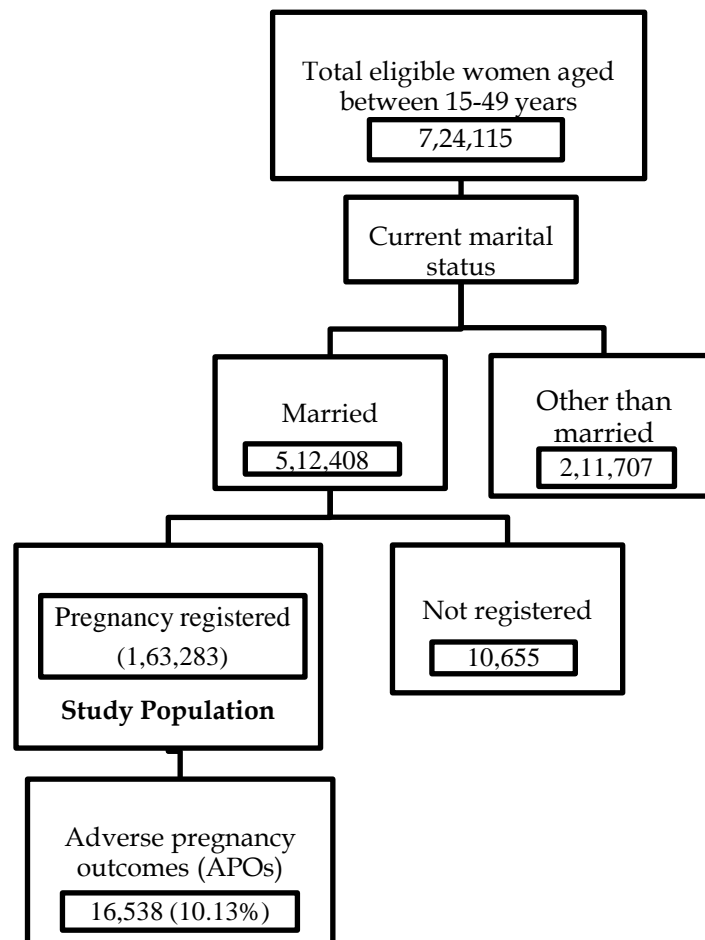 Total eligible women aged
between 15-49 years
7,24,115
Current marital
status
Married
5,12,408
Other than
married
2,11,707
Pregnancy registered
(1,63,283)
Study Population
Not registered
10,655
Adverse pregnancy
outcomes (APOs)
16,538 (10.13%)